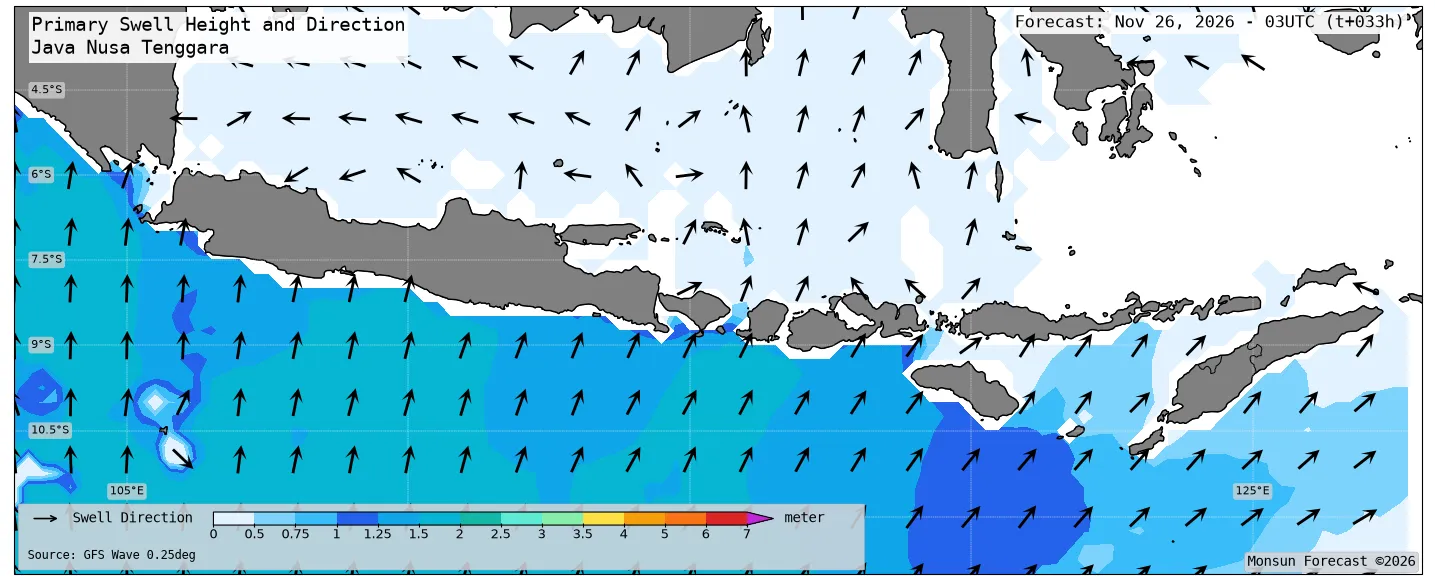 Primary Swell Height and Direction
Java Nusa Tenggara
Forecast: Nov 26, 2026 - 03UTC (t+033h)
4.5°S
6°S
7.5°S
9°S
10.5°S
105°E
125°E
Swell Direction
meter
0 0.5 0.75 1 1.25 1.5 2 2.5 3 3.5 4 5 6 7
Source: GFS Wave 0.25deg
Monsun Forecast ©2026